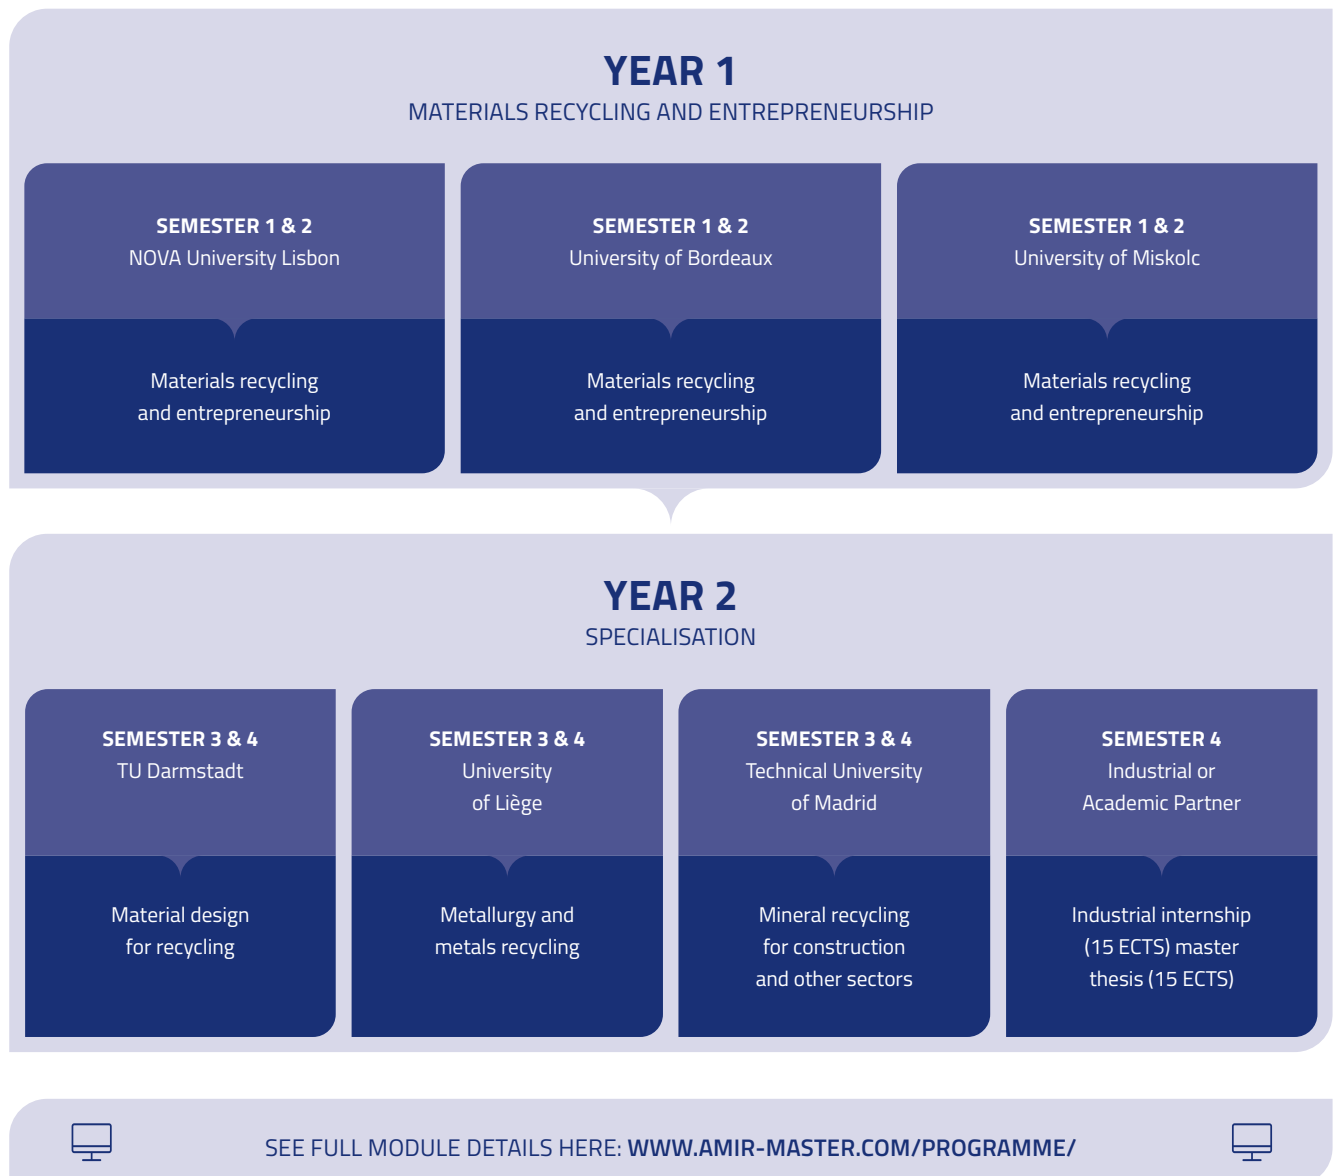 YEAR 1
MATERIALS RECYCLING AND ENTREPRENEURSHIP
SEMESTER 1 & 2
NOVA University Lisbon
Materials recycling
and entrepreneurship
SEMESTER 1 & 2
University of Bordeaux
Materials recycling
and entrepreneurship
SEMESTER 1 & 2
University of Miskolc
Materials recycling
and entrepreneurship
YEAR 2
SPECIALISATION
SEMESTER 3 & 4
TU Darmstadt
Material design
for recycling
SEMESTER 3 & 4
University
of Liège
Metallurgy and
metals recycling
SEMESTER 3 & 4
Technical University
of Madrid
Mineral recycling
for construction
and other sectors
SEMESTER 4
Industrial or
Academic Partner
Industrial internship
(15 ECTS) master
thesis (15 ECTS)
SEE FULL MODULE DETAILS HERE: WWW.AMIR-MASTER.COM/PROGRAMME/